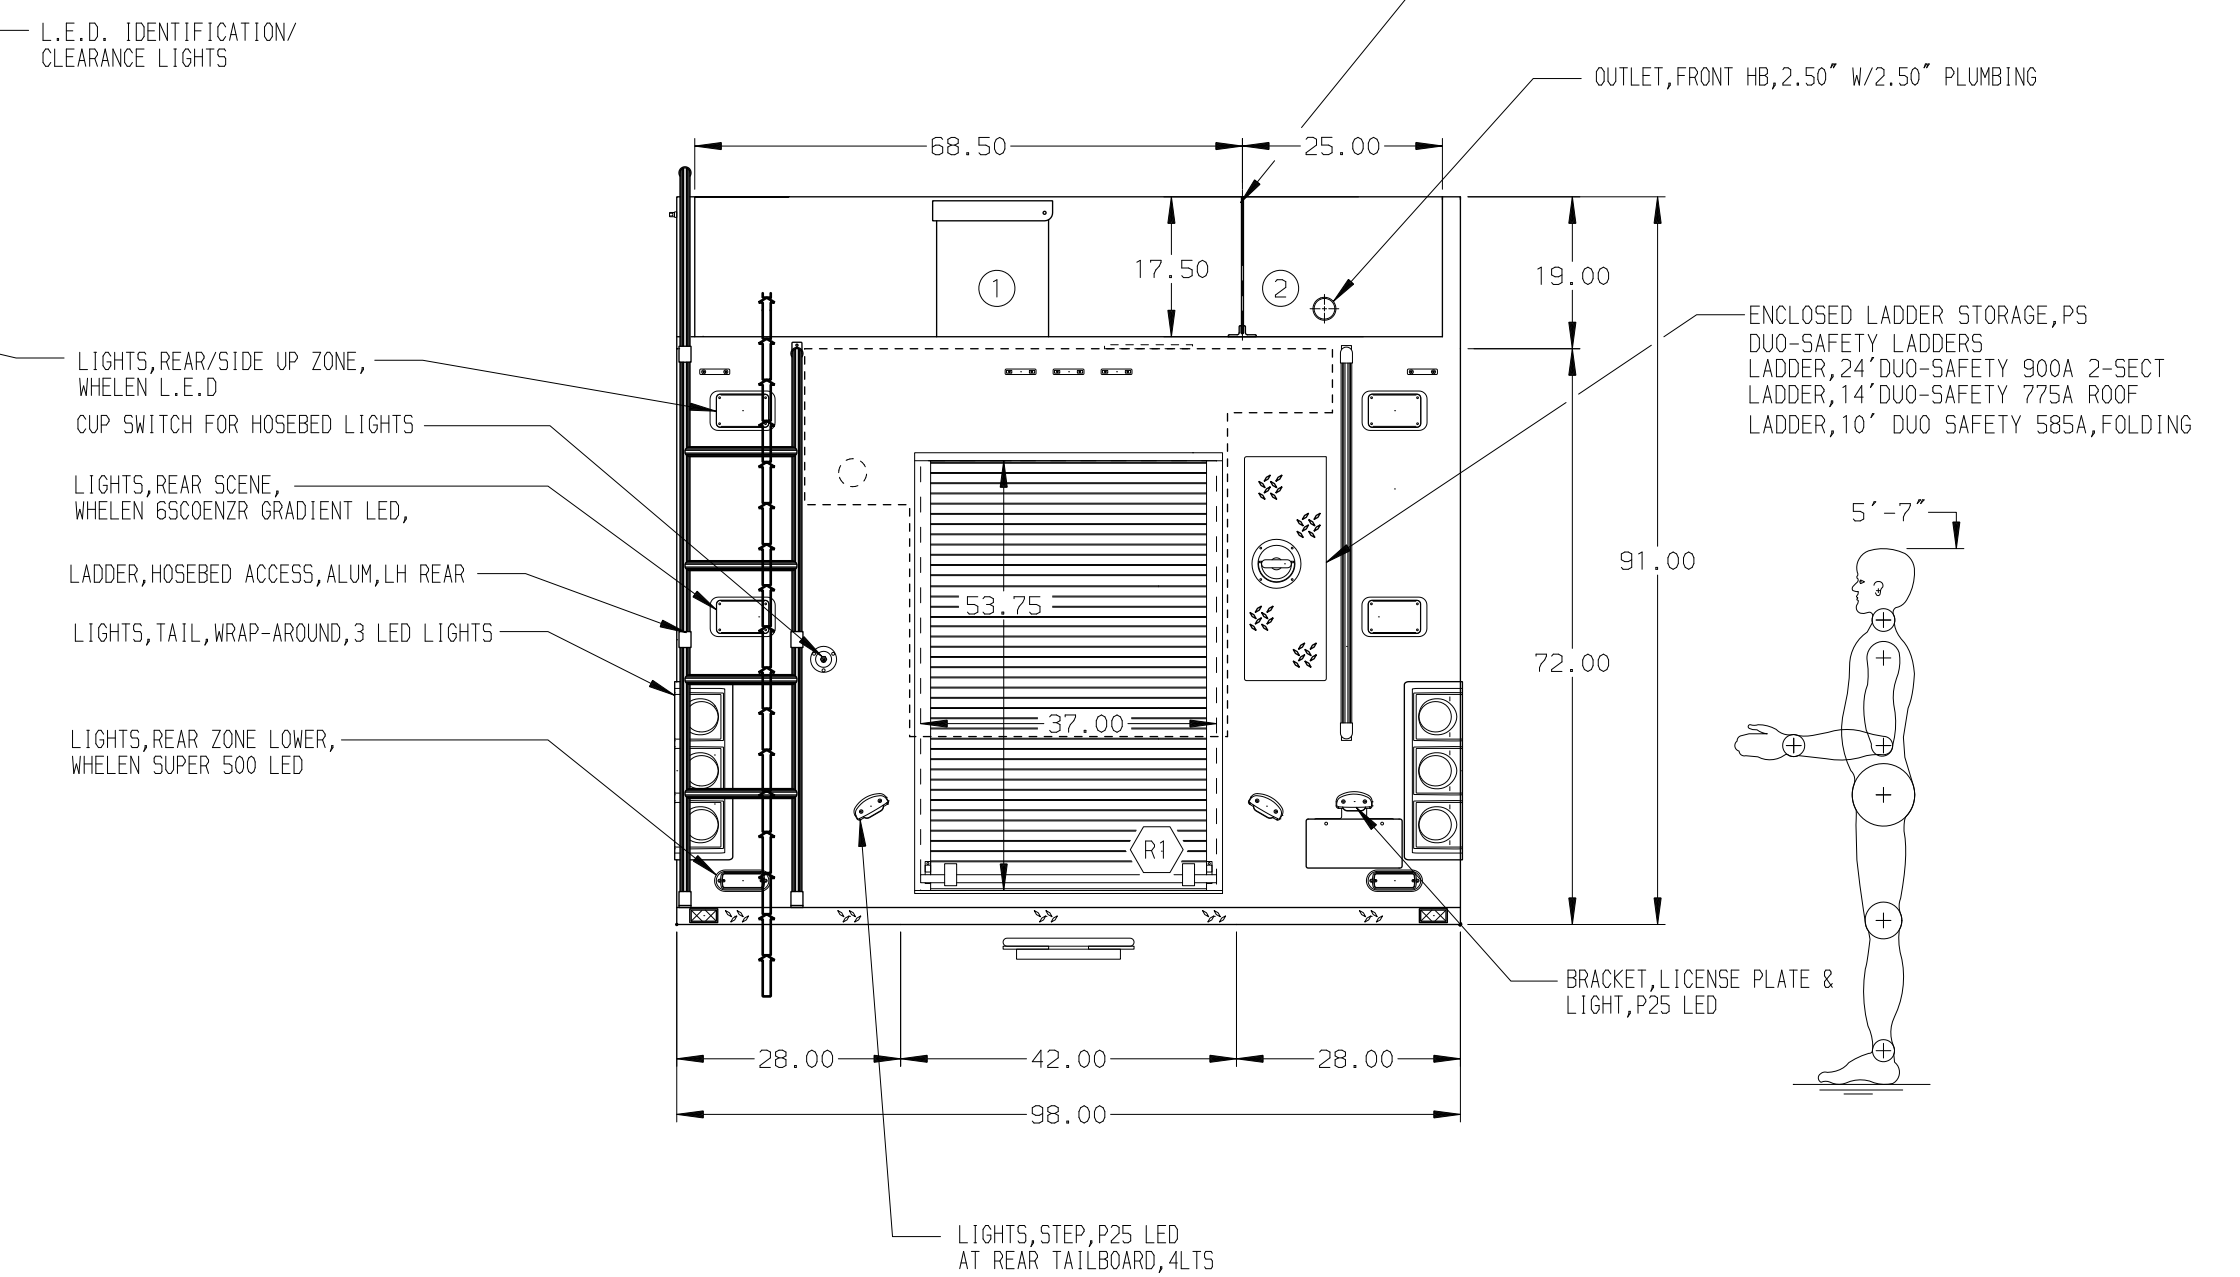 L.E.D. IDENTIFICATION/
CLEARANCE LIGHTS
OUTLET,FRONT HB,2.50" W/2.50" PLUMBING
68.50
25.00
17.50
19.00
1
2
ENCLOSED LADDER STORAGE,PS
DUO-SAFETY LADDERS
LADDER,24'DUO-SAFETY 900A 2-SECT
LADDER,14'DUO-SAFETY 775A ROOF
LADDER,10' DUO SAFETY 585A,FOLDING
LIGHTS,REAR/SIDE UP ZONE,
WHELEN L.E.D
CUP SWITCH FOR HOSEBED LIGHTS
LIGHTS,REAR SCENE,
WHELEN 6SCOENZR GRADIENT LED,
LADDER,HOSEBED ACCESS,ALUM,LH REAR
LIGHTS,TAIL,WRAP-AROUND,3 LED LIGHTS
LIGHTS,REAR ZONE LOWER,
WHELEN SUPER 500 LED
5'-7"
91.00
53.75
72.00
37.00
R1
BRACKET,LICENSE PLATE &
LIGHT,P25 LED
28.00
42.00
28.00
98.00
LIGHTS,STEP,P25 LED
AT REAR TAILBOARD,4LTS